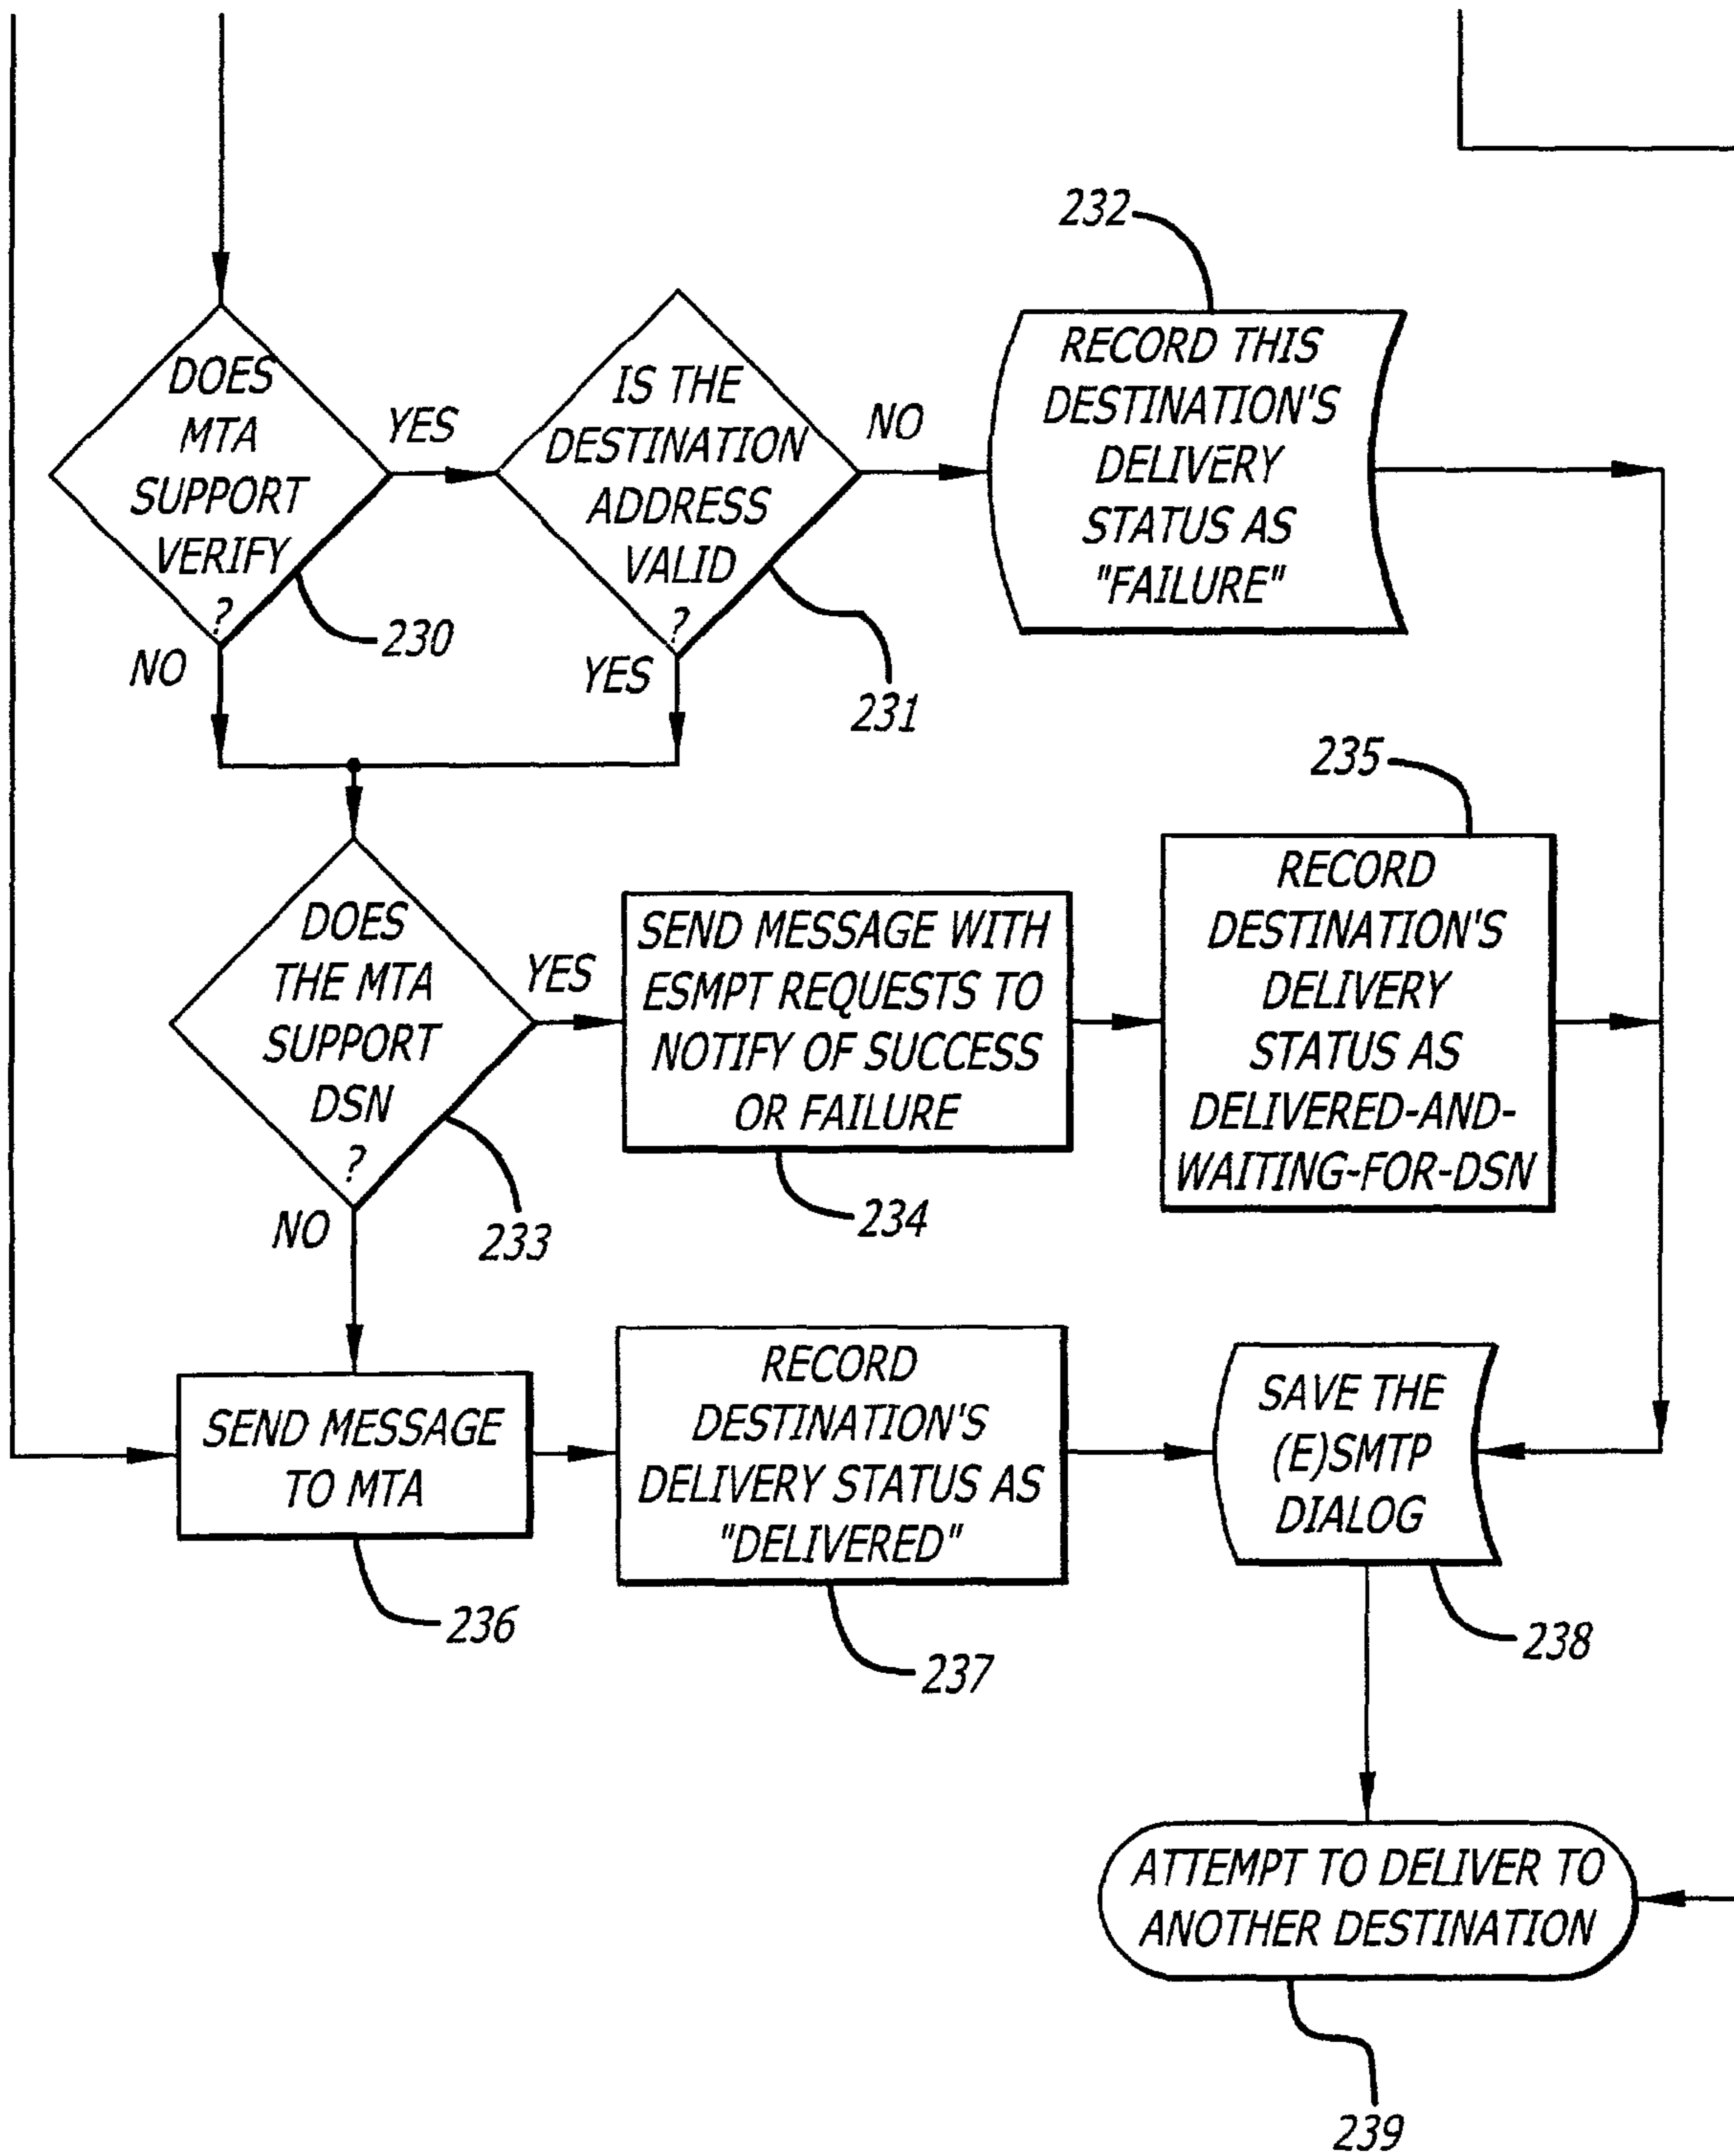 232
DOES
MTA
SUPPORT
VERIFY
?
YES
NO
230
IS THE
DESTINATION
ADDRESS
VALID
?
NO
YES
231
RECORD THIS
DESTINATION'S
DELIVERY
STATUS AS
"FAILURE"
235
DOES
THE MTA
SUPPORT
DSN
?
YES
NO
233
SEND MESSAGE WITH
ESMPT REQUESTS TO
NOTIFY OF SUCCESS
OR FAILURE
234
RECORD
DESTINATION'S
DELIVERY
STATUS AS
DELIVERED-AND-
WAITING-FOR-DSN
SEND MESSAGE
TO MTA
236
RECORD
DESTINATION'S
DELIVERY STATUS AS
"DELIVERED"
237
SAVE THE
(E)SMTP
DIALOG
238
ATTEMPT TO DELIVER TO
ANOTHER DESTINATION
239